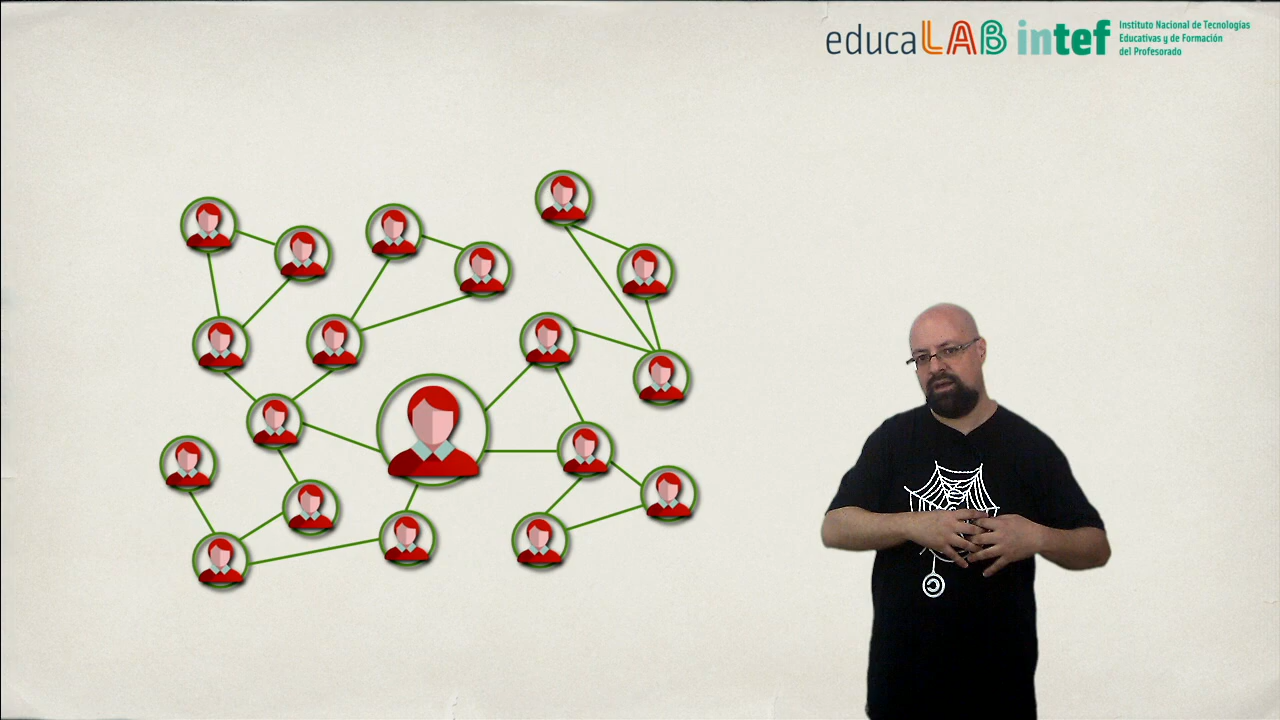 educaLAB intef
Instituto Nacional de Tecnologías
Educativas y de Formación
del Profesorado